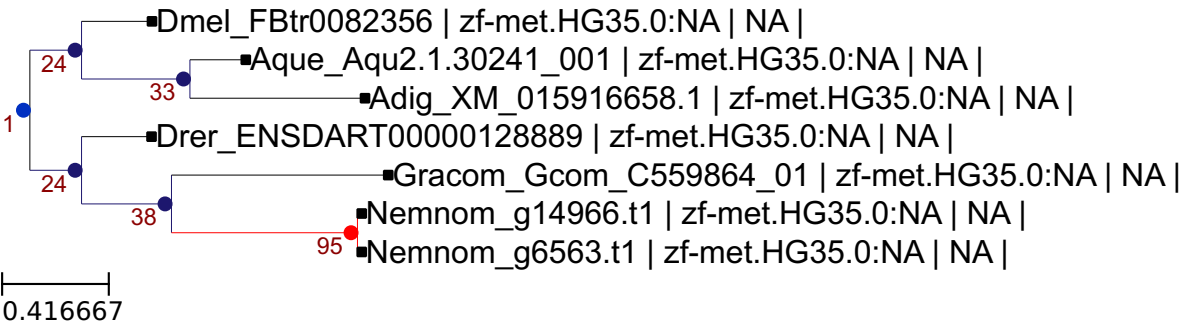 Dmel_FBtr0082356 | zf-met.HG35.0:NA | NA |
24
Aque_Aqu2.1.30241_001 | zf-met.HG35.0:NA | NA |
33
Adig_XM_015916658.1 | zf-met.HG35.0:NA | NA |
1
Drer_ENSDART00000128889 | zf-met.HG35.0:NA | NA |
24
Gracom_Gcom_C559864_01 | zf-met.HG35.0:NA | NA |
38
Nemnom_g14966.t1 | zf-met.HG35.0:NA | NA |
95
Nemnom_g6563.t1 | zf-met.HG35.0:NA | NA |
0.416667